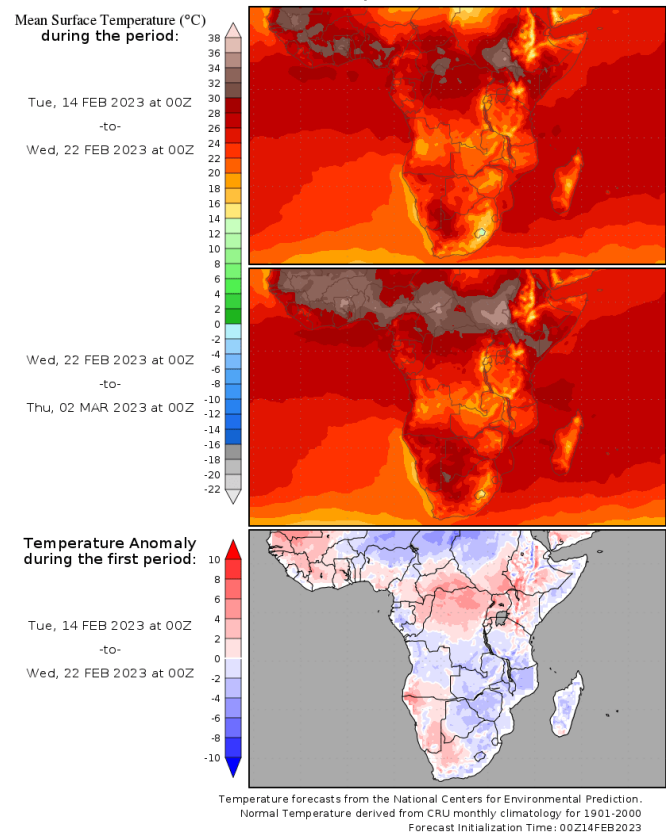 Mean Surface Temperature (°C)
during the period:
38
36
34
32
30
28
26
24
22
20
18
16
14
12
10
8
6
4
2
0
-2
-4
-6
-8
-10
-12
-14
-16
-18
-20
-22
Tue, 14 FEB 2023 at 00Z
-to-
Wed, 22 FEB 2023 at 00Z
Wed, 22 FEB 2023 at 00Z
-to-
Thu, 02 MAR 2023 at 00Z
Temperature Anomaly
during the first period:
10
8
6
4
2
0
-2
-4
-6
-8
-10
Tue, 14 FEB 2023 at 00Z
-to-
Wed, 22 FEB 2023 at 00Z
Temperature forecasts from the National Centers for Environmental Prediction.
Normal Temperature derived from CRU monthly climatology for 1901-2000
Forecast Initialization Time: 00Z14FEB2023